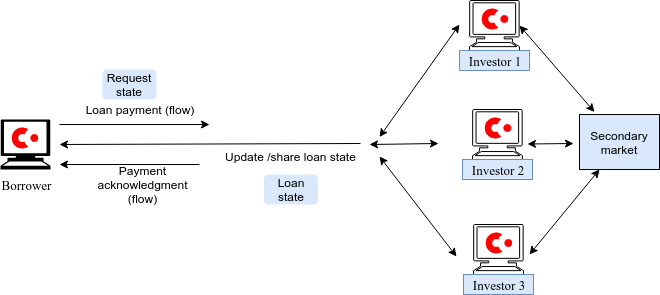 Investor 1
Request
state
Loan payment (flow)
Secondary
market
Update /share loan state
Investor 2
Payment
acknowledgment
(flow)
Borrower
Loan
state
Investor 3